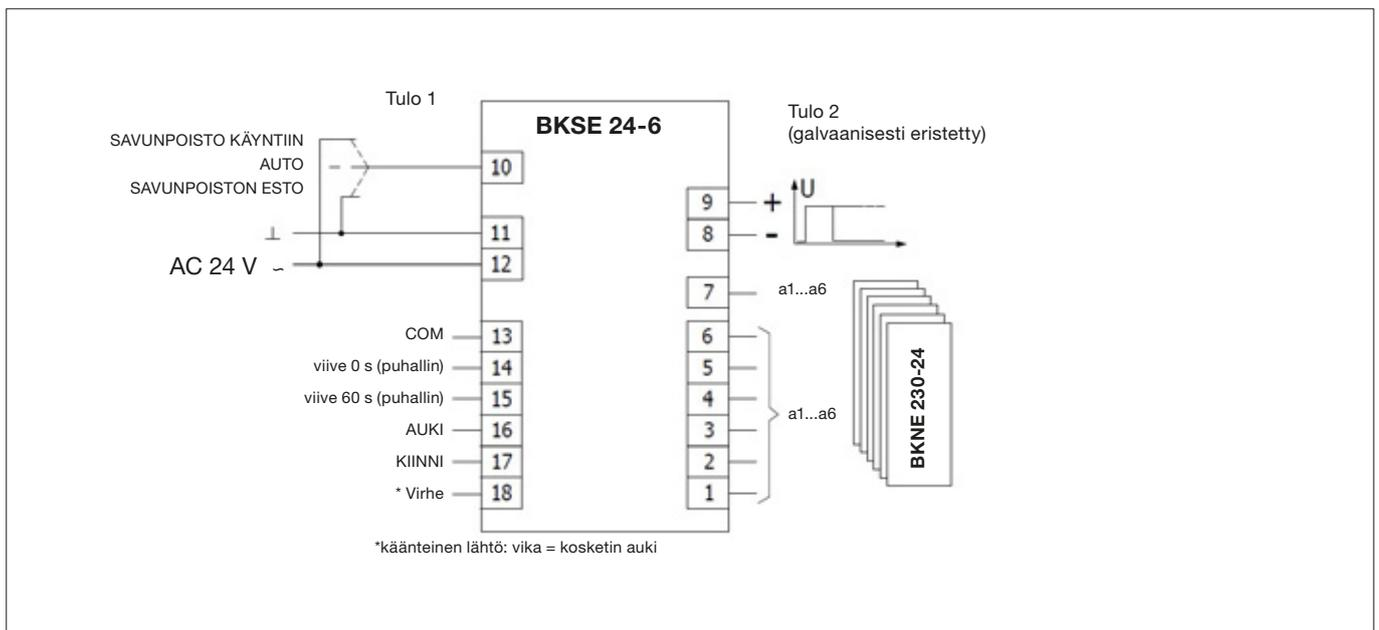 Tulo 1
BKSE 24-6
Tulo 2
(galvaanisesti eristetty)
SAVUNPOISTO KÄYNTIIN
AUTO
SAVUNPOISTON ESTO
⊥
AC 24 V ~
10
11
12
9
+
8
-
U
7
a1...a6
COM
13
viive 0 s (puhallin)
14
viive 60 s (puhallin)
15
AUKI
16
KIINNI
17
* Virhe
18
6
5
4
3
2
1
a1...a6
BKNE 230-24
*käänteinen lähtö: vika = kosketin auki